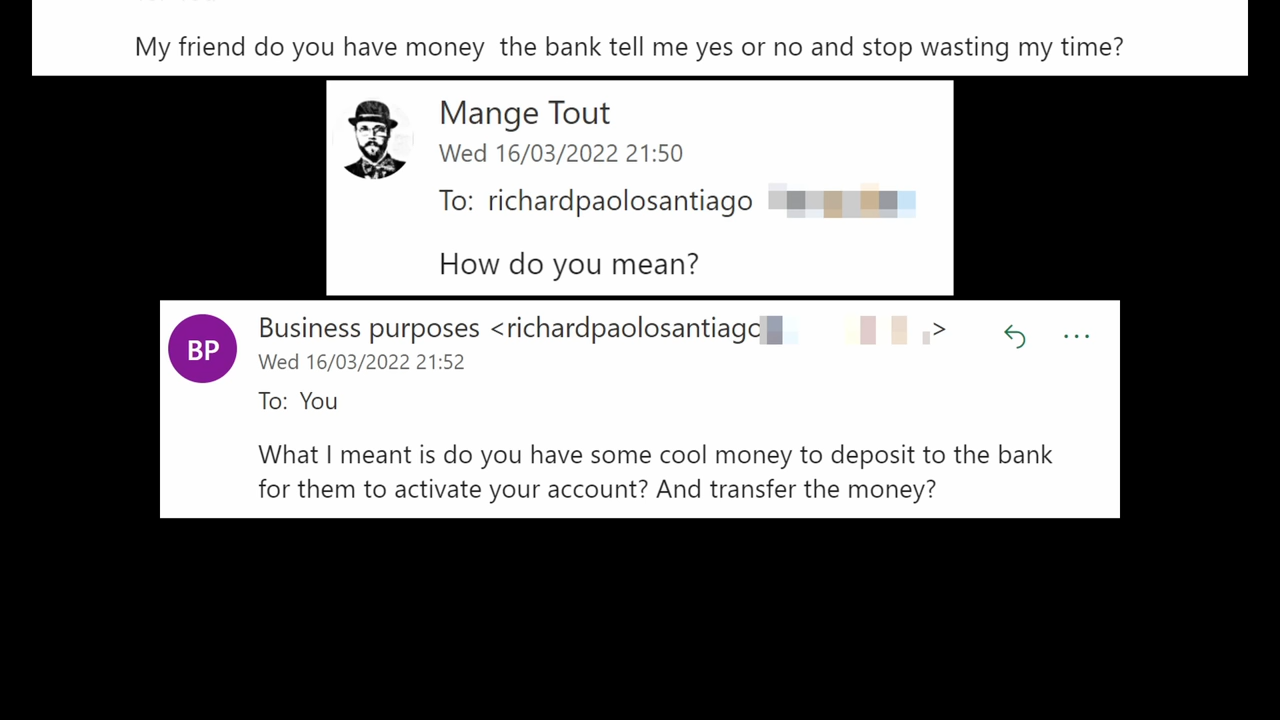 My friend do you have money  the bank tell me yes or no and stop wasting my time?
Mange Tout
Wed 16/03/2022 21:50
To: richardpaolosantiago
How do you mean?
BP
Business purposes <richardpaolosantiago >
Wed 16/03/2022 21:52
To: You
What I meant is do you have some cool money to deposit to the bank
for them to activate your account? And transfer the money?